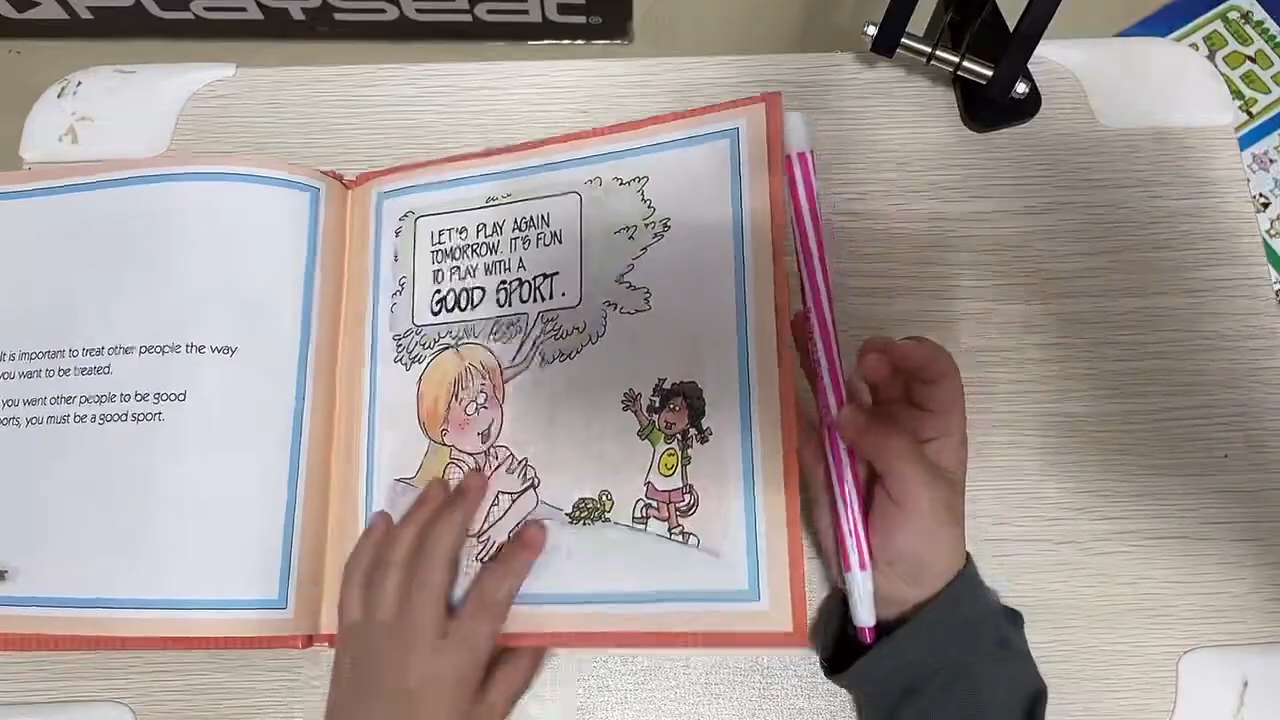 PLAYSEAT
It is important to treat other people the way
you want to be treated.
you want other people to be good
orts, you must be a good sport.
LET'S PLAY AGAIN
TOMORROW. IT'S FUN
TO PLAY WITH A
GOOD SPORT.